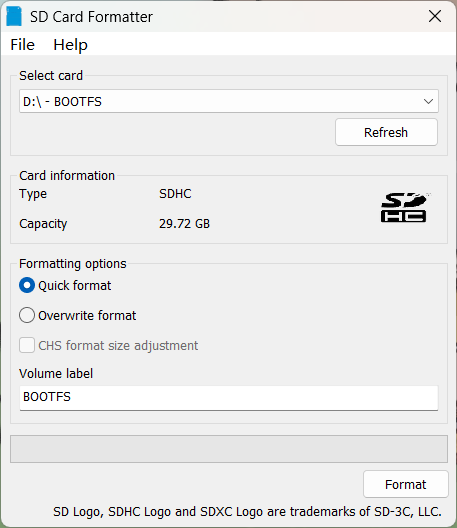 SD Card Formatter
File Help
Select card
D:\ - BOOTFS
Refresh
Card information
Type SDHC
SD
HC
Capacity 29.72 GB
Formatting options
Quick format
Overwrite format
CHS format size adjustment
Volume label
BOOTFS
Format
SD Logo, SDHC Logo and SDXC Logo are trademarks of SD-3C, LLC.